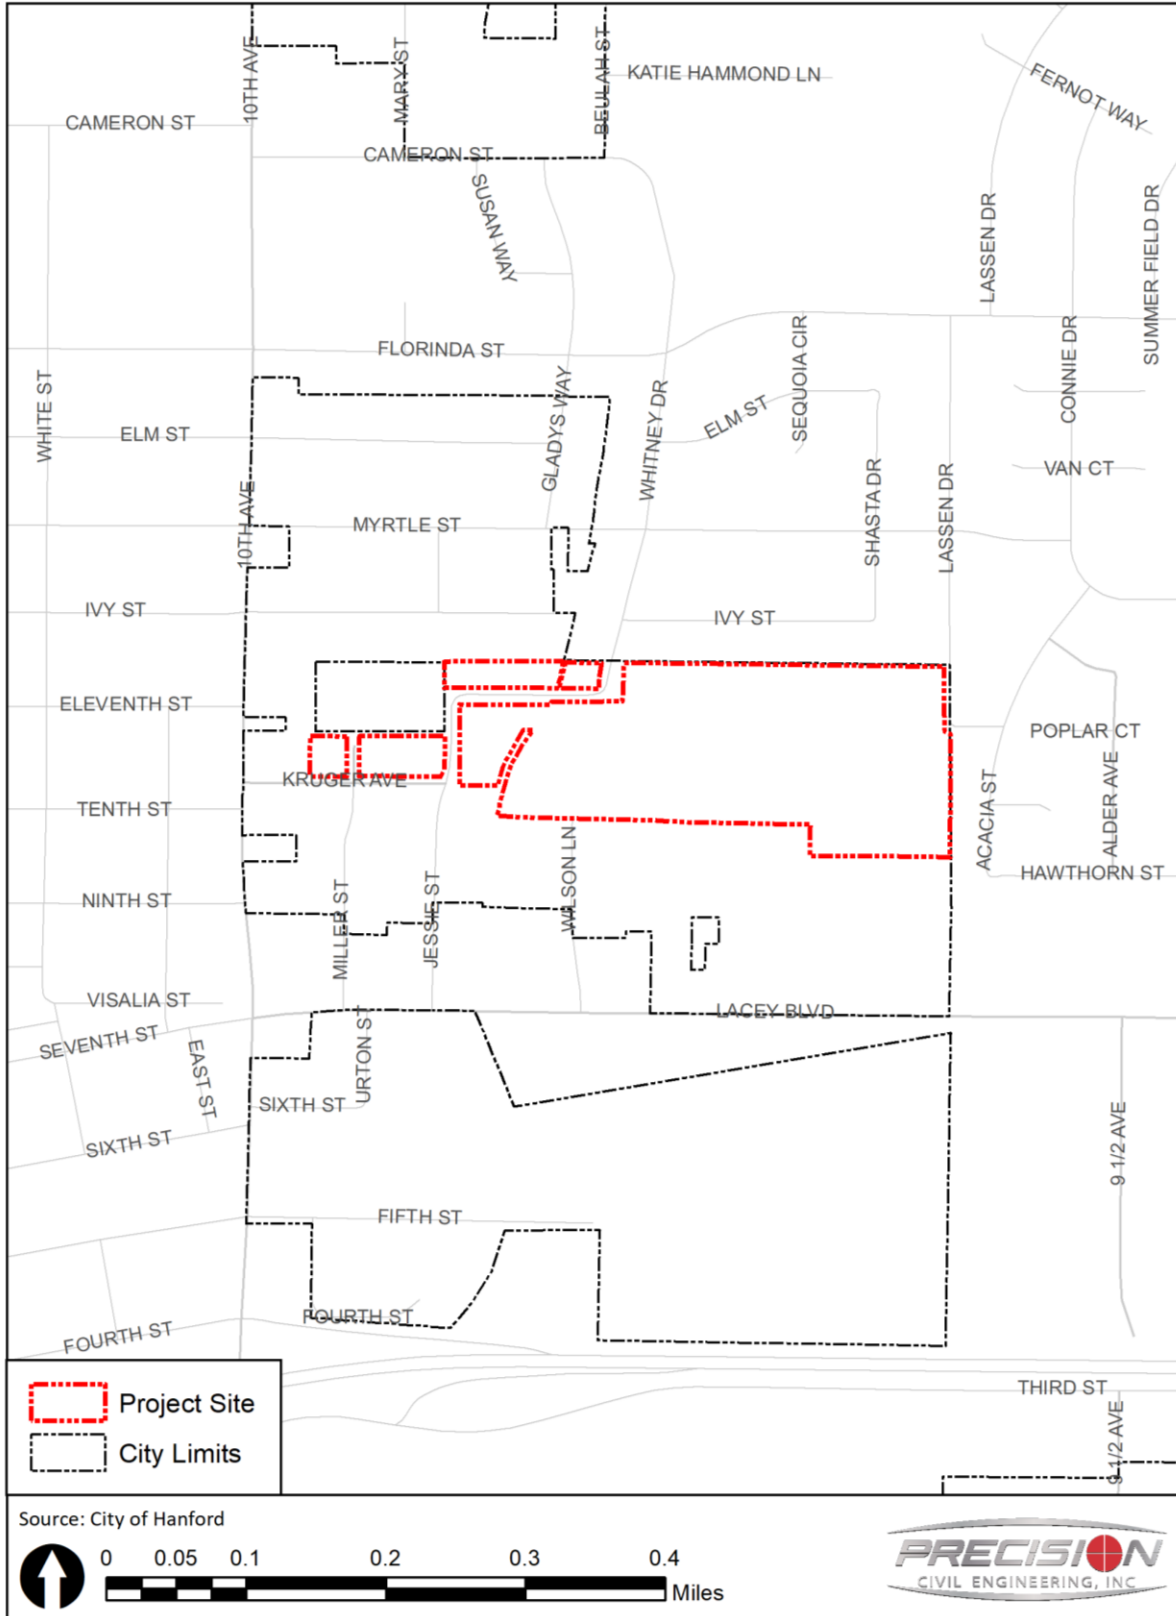 10TH AVE
MARY ST
BEULAH ST
KATIE HAMMOND LN
FERNOT WAY
CAMERON ST
CAMERON ST
SUSAN WAY
LASSEN DR
SUMMER FIELD DR
FLORINDA ST
WHITE ST
GLADYS WAY
WHITNEY DR
ELM ST
SEQUOIA CIR
CONNIE DR
ELM ST
VAN CT
10TH AVE
MYRTLE ST
SHASTA DR
LASSEN DR
IVY ST
IVY ST
ELEVENTH ST
POPLAR CT
KRUGER AVE
TENTH ST
ACACIA ST
ALDER AVE
HAWTHORN ST
NINTH ST
MILLER ST
JESSIE ST
WILSON LN
VISALIA ST
LACEY BLVD
SEVENTH ST
EAST ST
URTON ST
SIXTH ST
SIXTH ST
9 1/2 AVE
FIFTH ST
FOURTH ST
FOURTH ST
THIRD ST
9 1/2 AVE
Project Site
City Limits
Source: City of Hanford
0 0.05 0.1 0.2 0.3 0.4
Miles
PRECISION
CIVIL ENGINEERING, INC